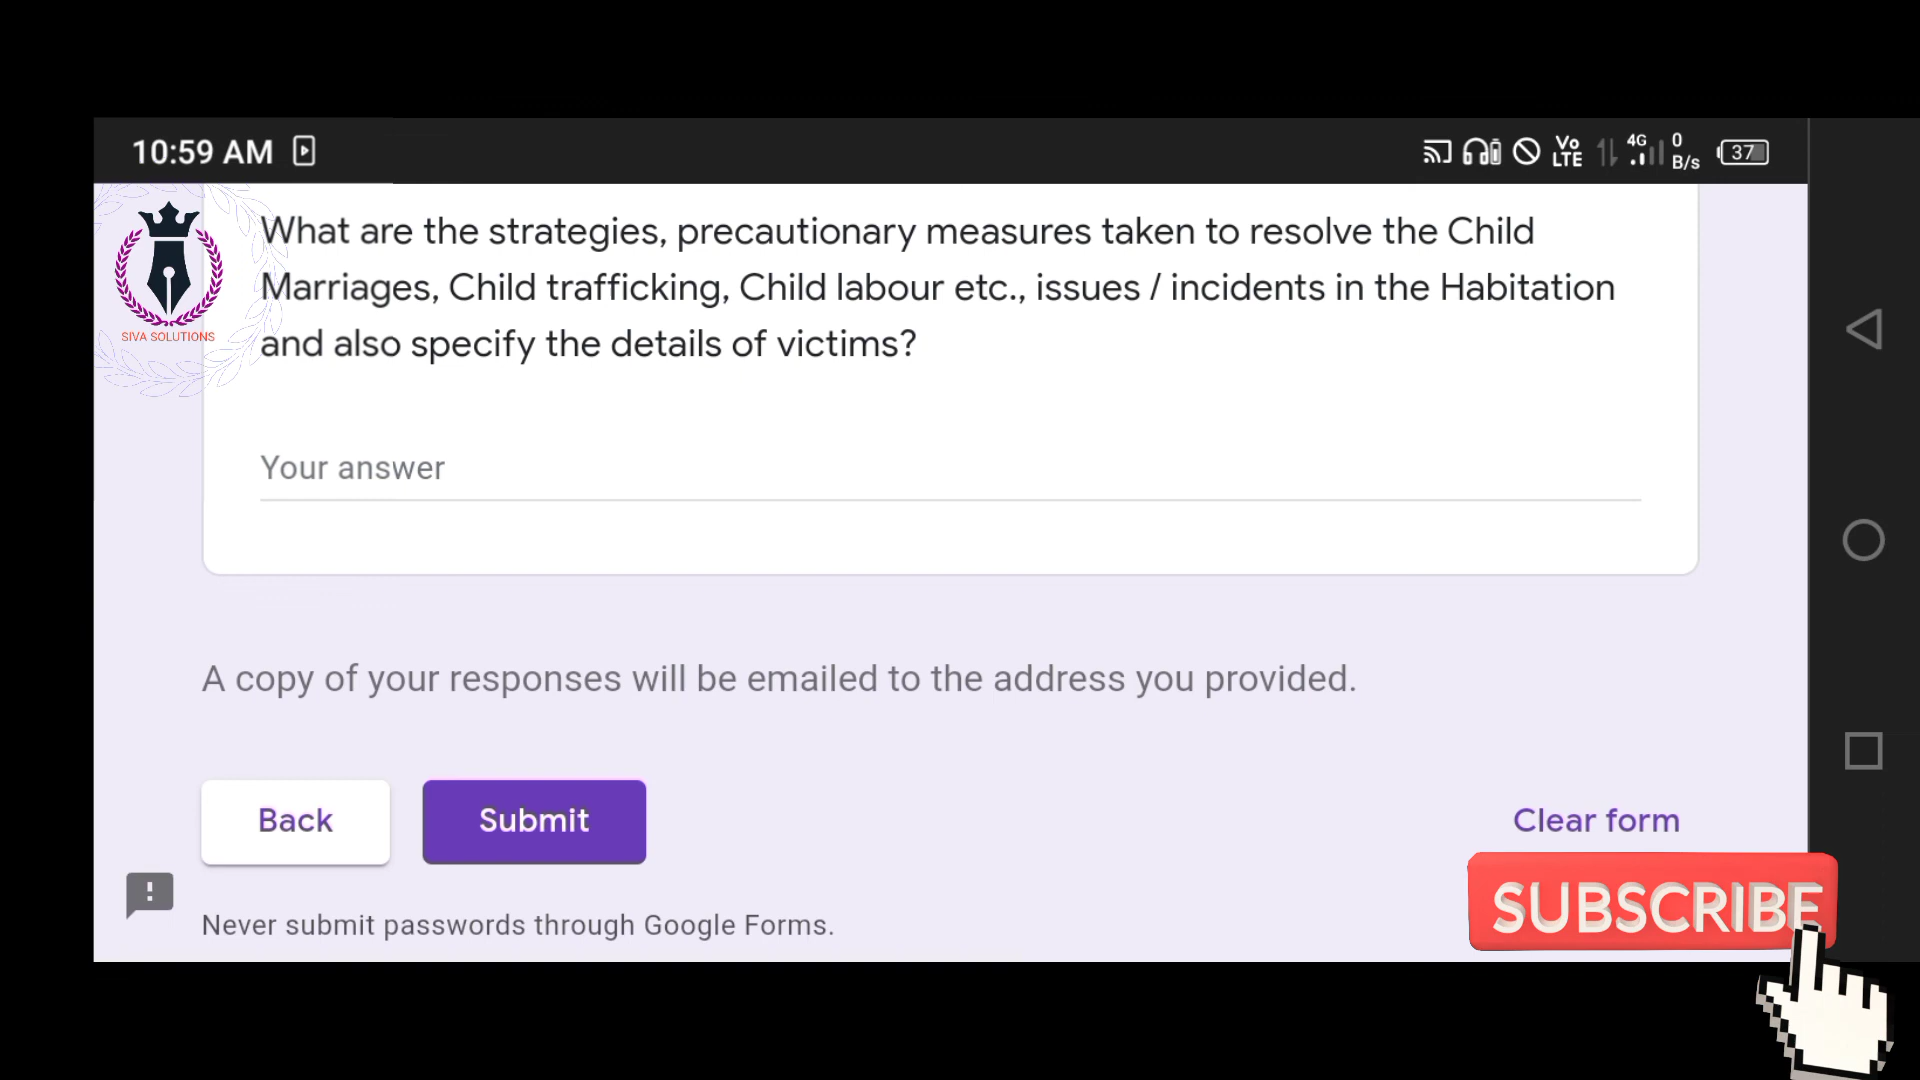 10:59 AM
Vo
LTE
4G
0
B/s
37
What are the strategies, precautionary measures taken to resolve the Child
Marriages, Child trafficking, Child labour etc., issues / incidents in the Habitation
and also specify the details of victims?
SIVA SOLUTIONS
Your answer
A copy of your responses will be emailed to the address you provided.
Back
Submit
Clear form
SUBSCRIBE
Never submit passwords through Google Forms.